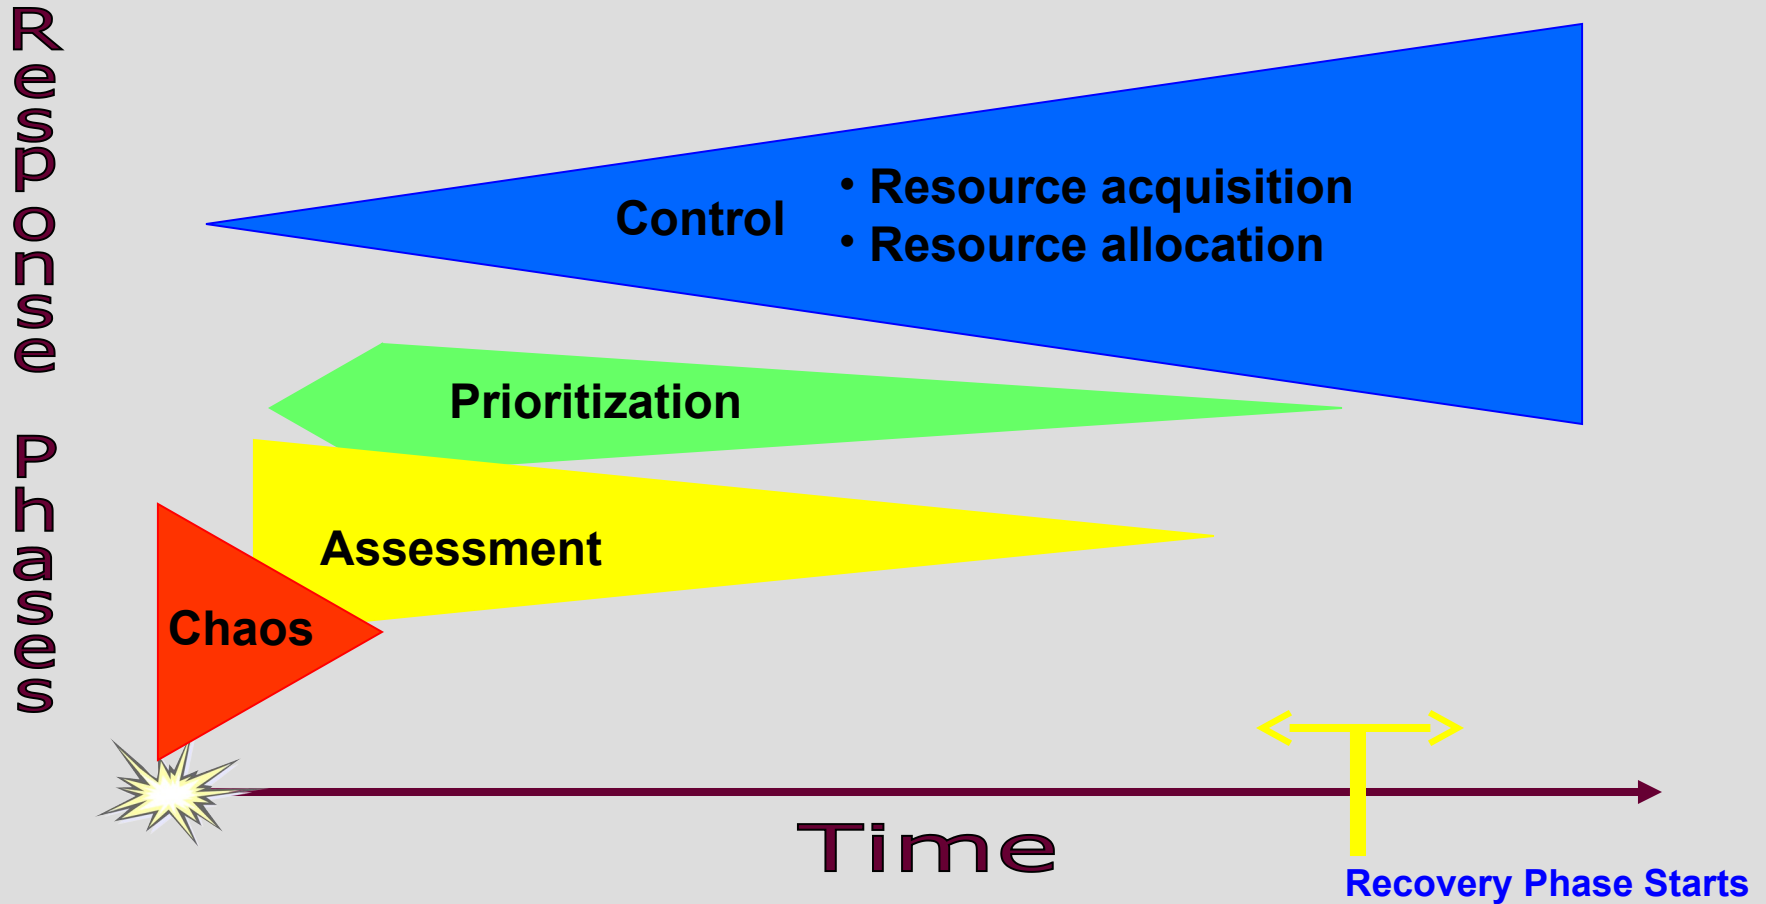 Response Phases
Control
• Resource acquisition
• Resource allocation
Prioritization
Assessment
Chaos
Time
Recovery Phase Starts